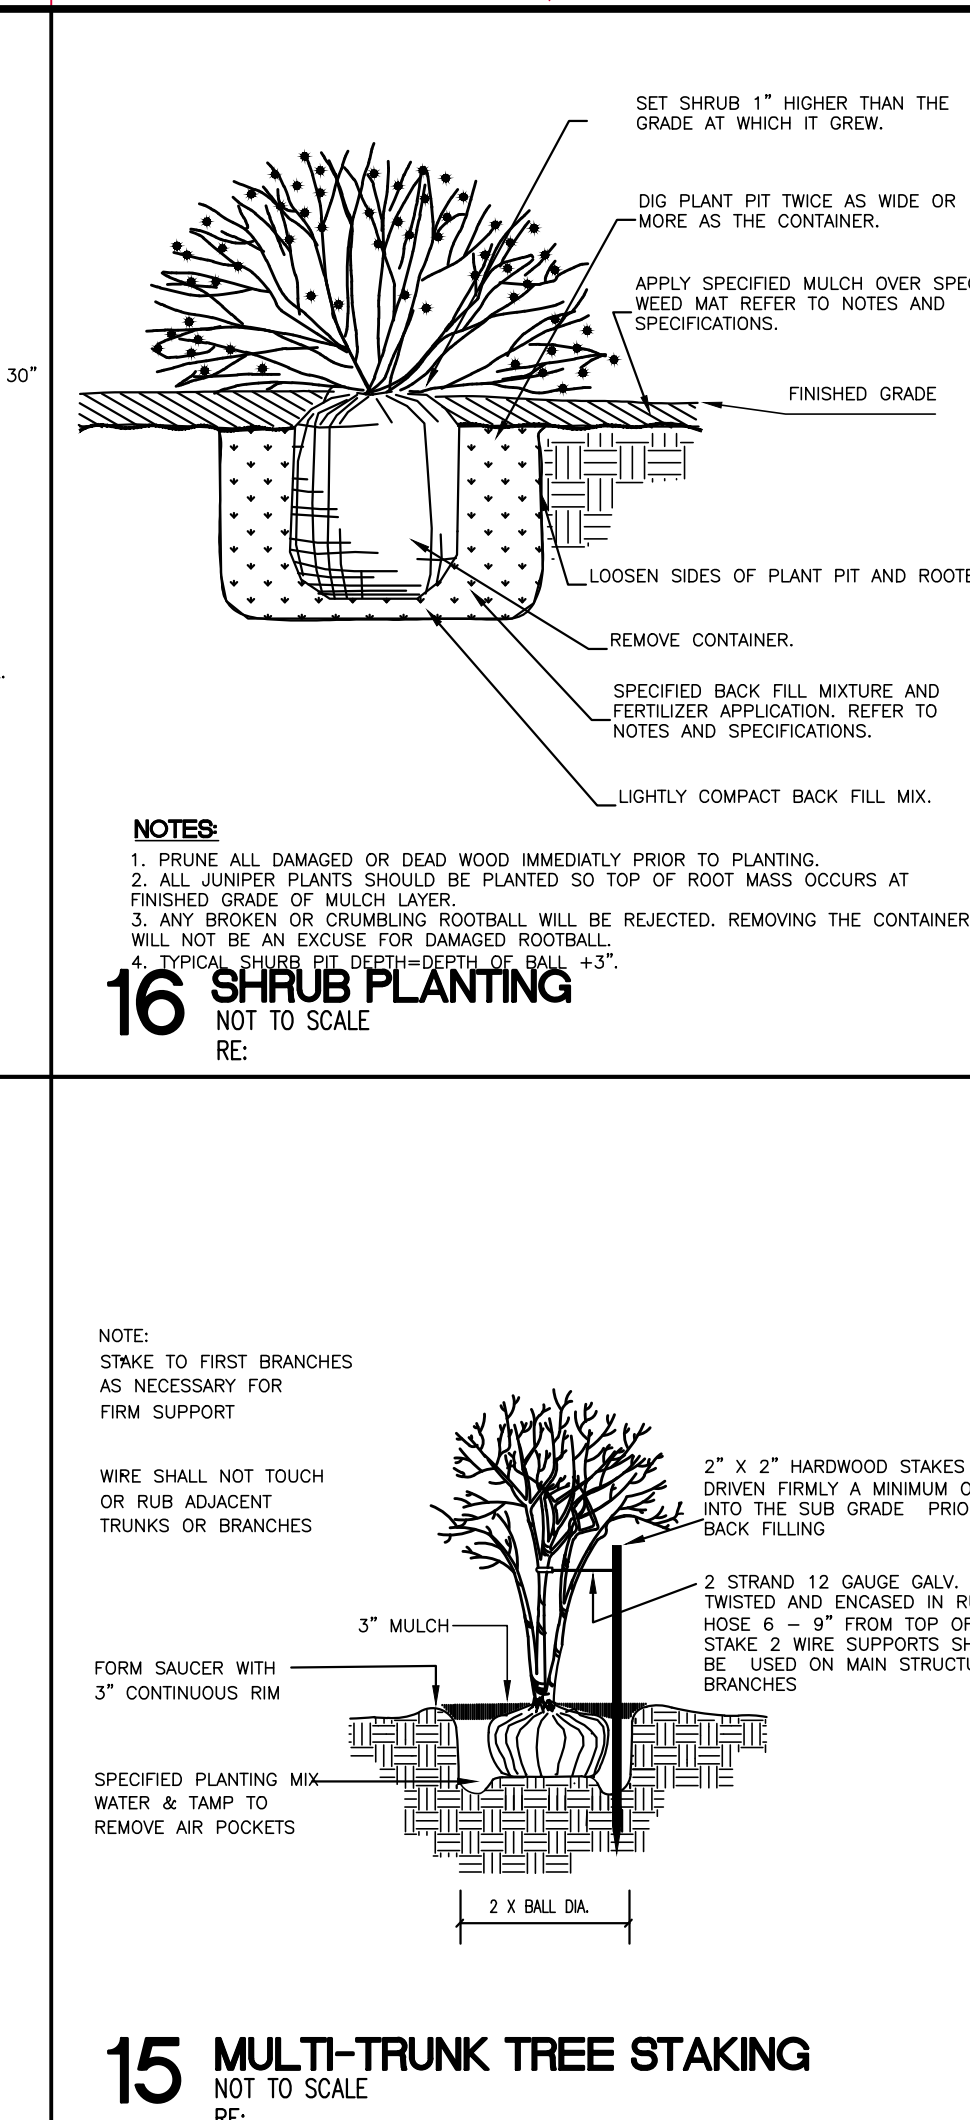 SET SHRUB 1" HIGHER THAN THE
GRADE AT WHICH IT GREW.
DIG PLANT PIT TWICE AS WIDE OR
MORE AS THE CONTAINER.
APPLY SPECIFIED MULCH OVER
WEED MAT REFER TO NOTES AND
SPECIFICATIONS.
30"
FINISHED GRADE
LOOSEN SIDES OF PLANT PIT AND
REMOVE CONTAINER.
SPECIFIED BACK FILL MIXTURE AND
FERTILIZER APPLICATION. REFER TO
NOTES AND SPECIFICATIONS.
LIGHTLY COMPACT BACK FILL MIX.
NOTES:
1. PRUNE ALL DAMAGED OR DEAD WOOD IMMEDIATLY PRIOR TO PLANTING.
2. ALL JUNIPER PLANTS SHOULD BE PLANTED SO TOP OF ROOT MASS OCCURS AT
FINISHED GRADE OF MULCH LAYER.
3. ANY BROKEN OR CRUMBLING ROOTBALL WILL BE REJECTED. REMOVING THE CONTAINER
WILL NOT BE AN EXCUSE FOR DAMAGED ROOTBALL.
4. TYPICAL SHURB PIT DEPTH=DEPTH OF BALL +3".
16 SHRUB PLANTING
NOT TO SCALE
RE:
NOTE:
STAKE TO FIRST BRANCHES
AS NECESSARY FOR
FIRM SUPPORT
WIRE SHALL NOT TOUCH
OR RUB ADJACENT
TRUNKS OR BRANCHES
2" X 2" HARDWOOD STAKES
DRIVEN FIRMLY A MINIMUM
INTO THE SUB GRADE
BACK FILLING
2 STRAND 12 GAUGE GALV.
TWISTED AND ENCASED IN
HOSE 6 – 9" FROM TOP OF
STAKE 2 WIRE SUPPORTS
BE USED ON MAIN
BRANCHES
3" MULCH
FORM SAUCER WITH
3" CONTINUOUS RIM
SPECIFIED PLANTING MIX
WATER & TAMP TO
REMOVE AIR POCKETS
2 X BALL DIA.
15 MULTI-TRUNK TREE STAKING
NOT TO SCALE
RE: